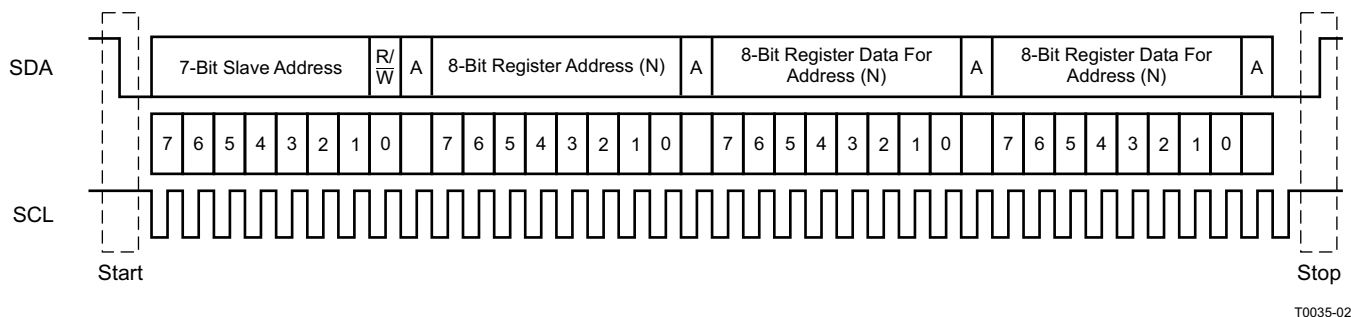 SDA
7-Bit Slave Address
R/
W
A
8-Bit Register Address (N)
A
8-Bit Register Data For
Address (N)
A
8-Bit Register Data For
Address (N)
A
7 6 5 4 3 2 1 0 7 6 5 4 3 2 1 0 7 6 5 4 3 2 1 0 7 6 5 4 3 2 1 0
SCL
Start
Stop
T0035-02